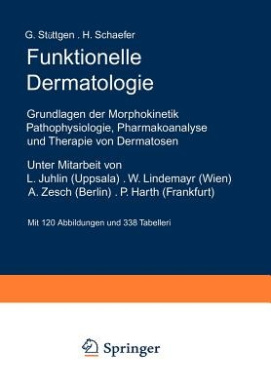 G. Stüttgen . H. Schaefer
Funktionelle
Dermatologie
Grundlagen der Morphokinetik
Pathophysiologie, Pharmakoanalyse
und Therapie von Dermatosen
Unter Mitarbeit von
L. Juhlin (Uppsala) . W. Lindemayr (Wien)
A. Zesch (Berlin) . P. Harth (Frankfurt)
Mit 120 Abbildungen und 338 Tabelleri
Springer